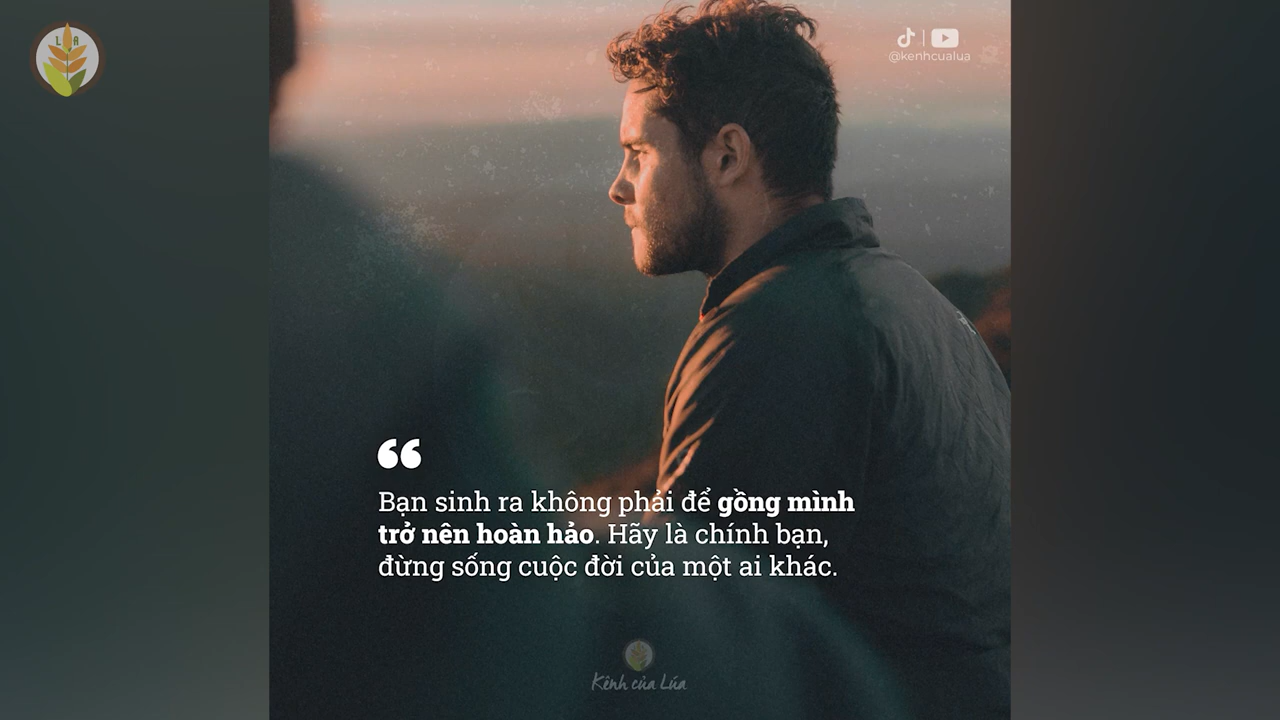 LÚA
@kenhcualua
“
Bạn sinh ra không phải để gồng mình
trở nên hoàn hảo. Hãy là chính bạn,
đừng sống cuộc đời của một ai khác.
Kênh của Lúa